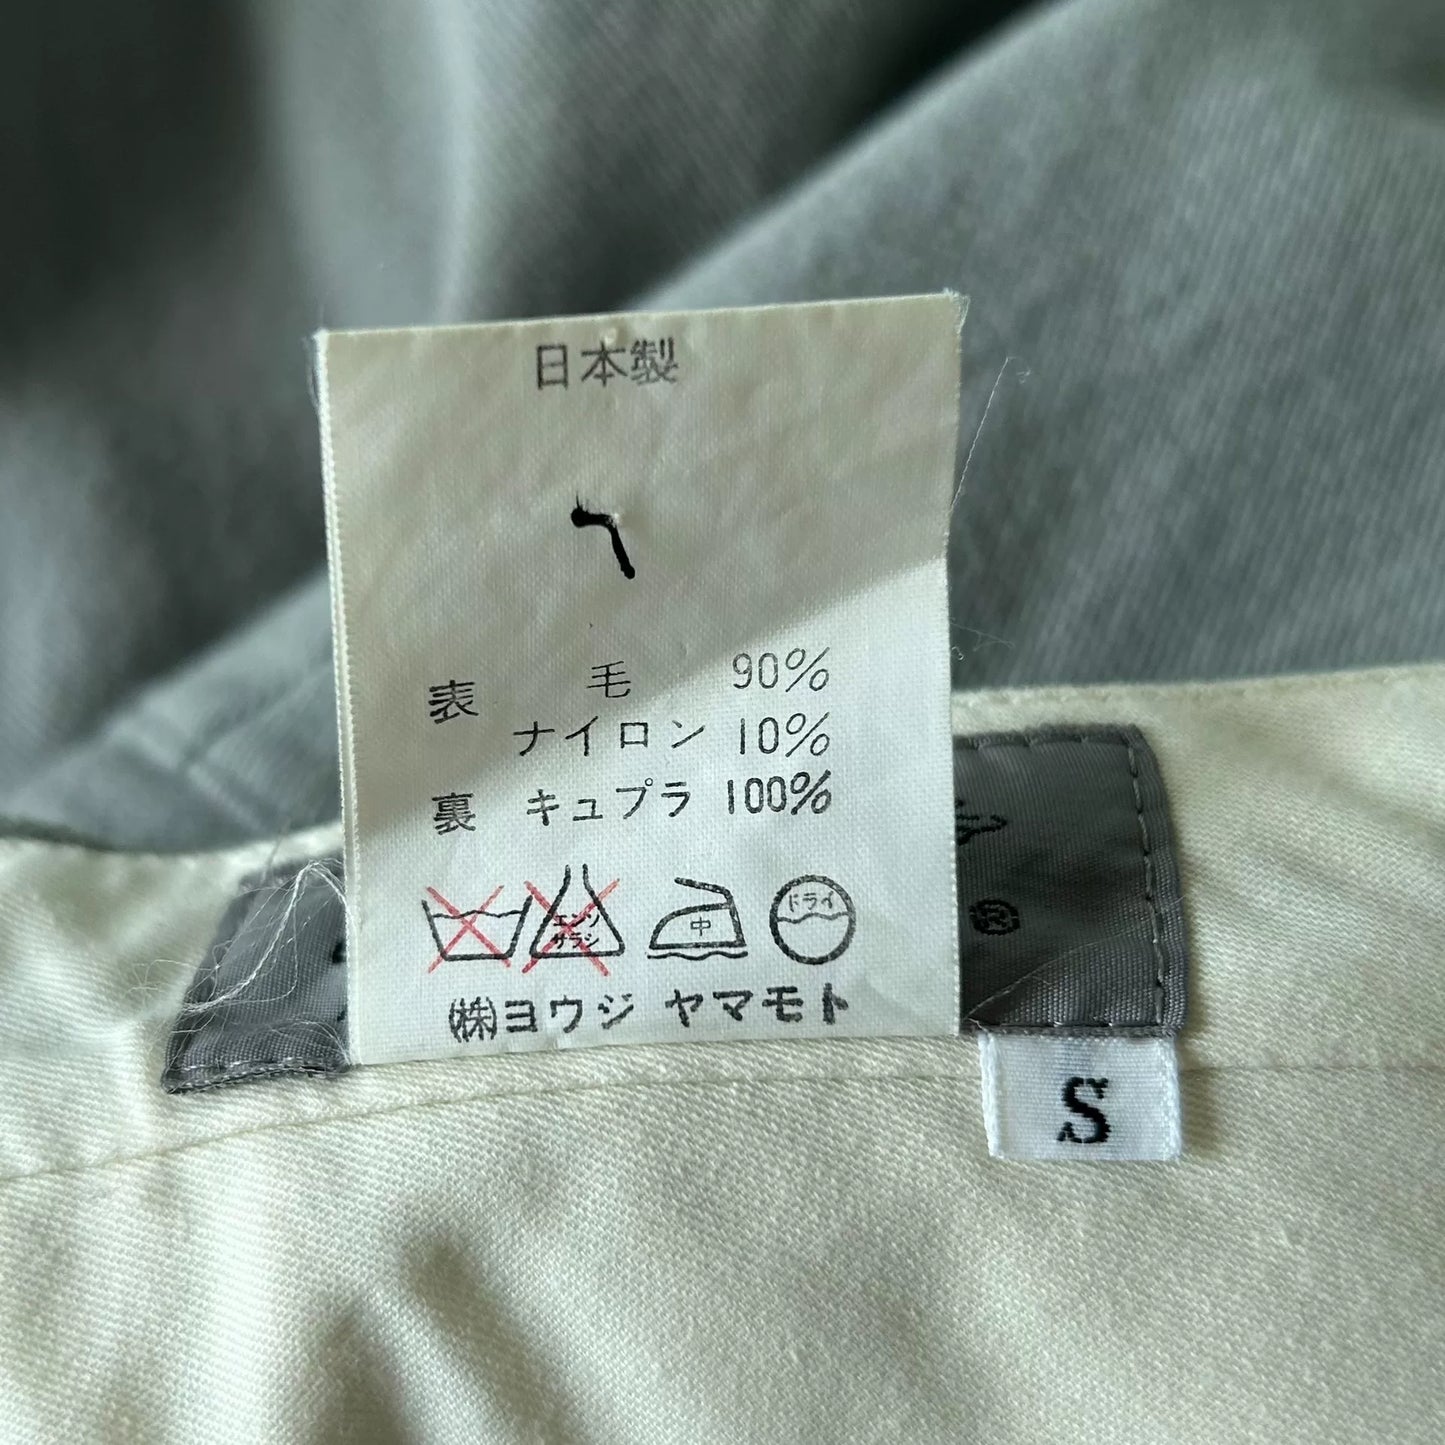 日本製
表 毛 90%
ナイロン 10%
裏 キュプラ 100%
エンソ
サラシ
中
ドライ
(株)ヨウジ ヤマモト
®
S